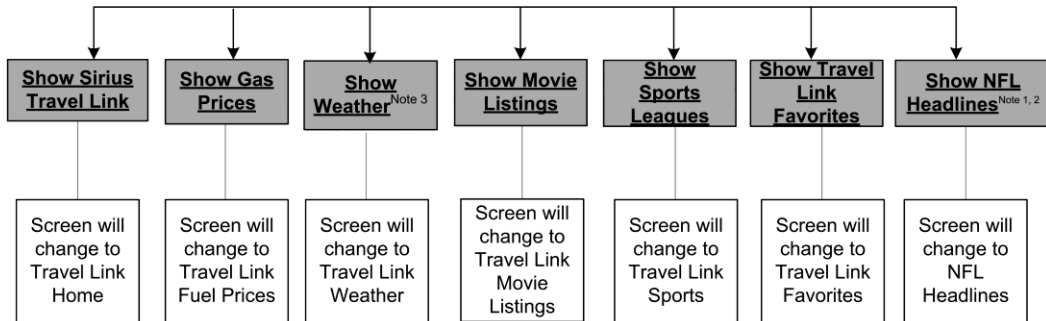 Show Sirius
Travel Link
Show Gas
Prices
Show
Weather Note 3
Show Movie
Listings
Show
Sports
Leagues
Show Travel
Link
Favorites
Show NFL
Headlines Note 1, 2
Screen will
change to
Travel Link
Home
Screen will
change to
Travel Link
Fuel Prices
Screen will
change to
Travel Link
Weather
Screen will
change to
Travel Link
Movie
Listings
Screen will
change to
Travel Link
Sports
Screen will
change to
Travel Link
Favorites
Screen will
change to
NFL
Headlines